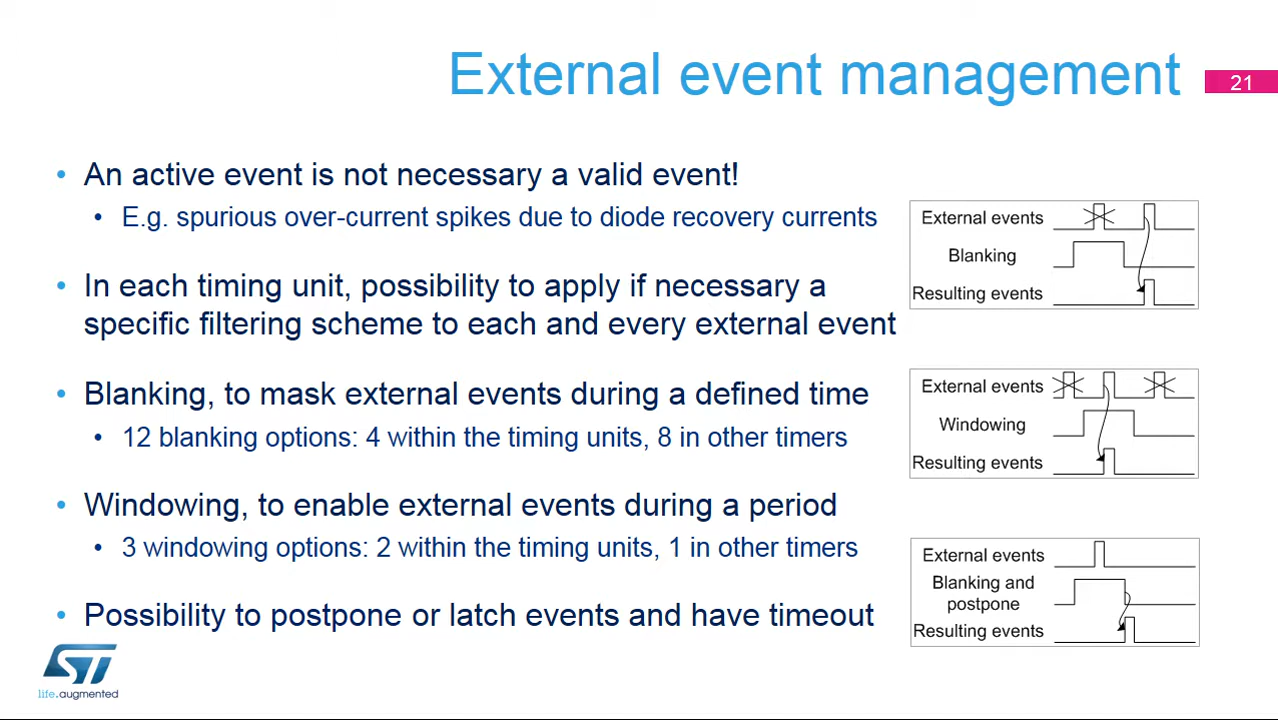 External event management
21
• An active event is not necessary a valid event!
• E.g. spurious over-current spikes due to diode recovery currents
• In each timing unit, possibility to apply if necessary a
specific filtering scheme to each and every external event
• Blanking, to mask external events during a defined time
• 12 blanking options: 4 within the timing units, 8 in other timers
• Windowing, to enable external events during a period
• 3 windowing options: 2 within the timing units, 1 in other timers
• Possibility to postpone or latch events and have timeout
External events
Blanking
Resulting events
External events
Windowing
Resulting events
External events
Blanking and
postpone
Resulting events
ST
life.augmented